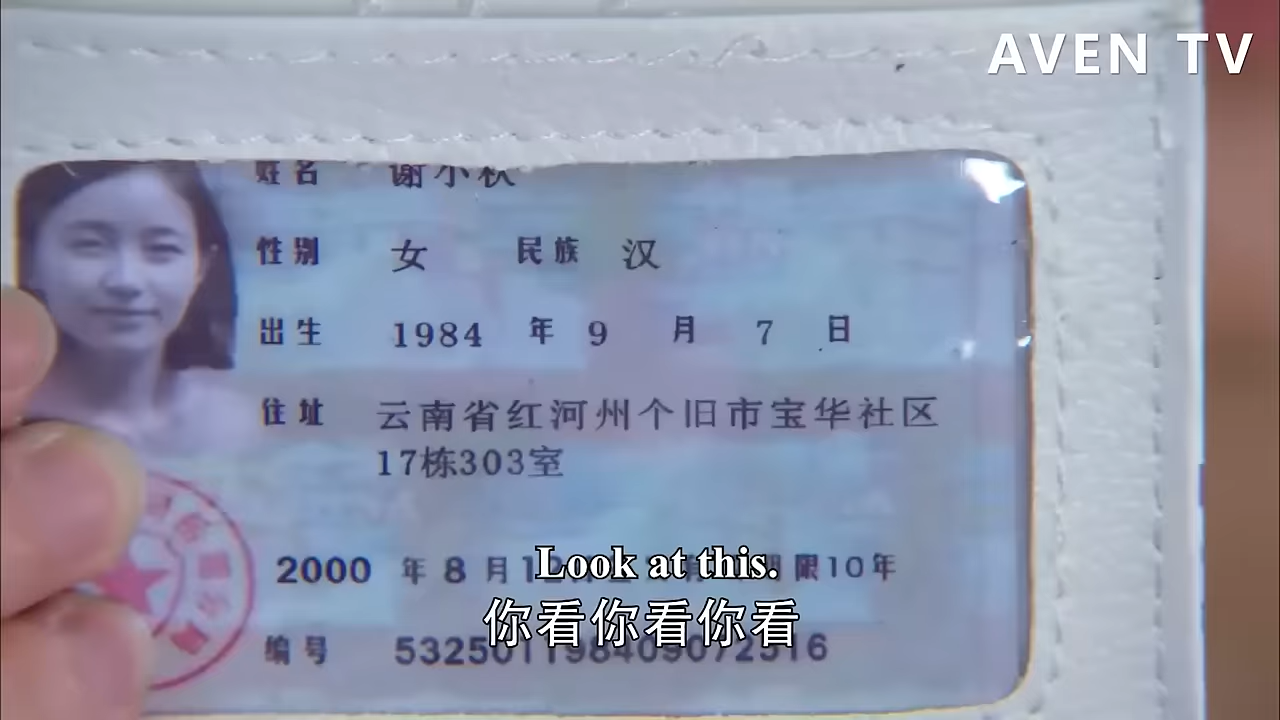 AVEN TV
姓名 谢小秋
性别 女 民族 汉
出生 1984 年 9 月 7 日
住址 云南省红河州个旧市宝华社区
17栋303室
2000 年 8 月 限10年
Look at this.
你看你看你看
编号